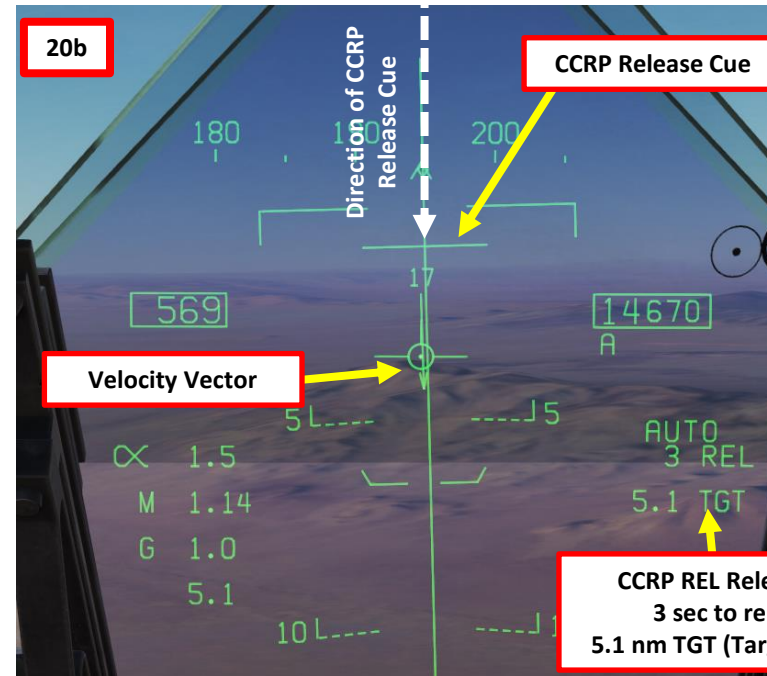 20b
Direction of CCRP
Release Cue
CCRP Release Cue
180 190 200
17
569
14670
A
Velocity Vector
5 5
AUTO
∝ 1.5
3 REL
M 1.14
5.1 TGT
G 1.0
5.1
10 1
CCRP REL Rele
3 sec to re
5.1 nm TGT (Tar